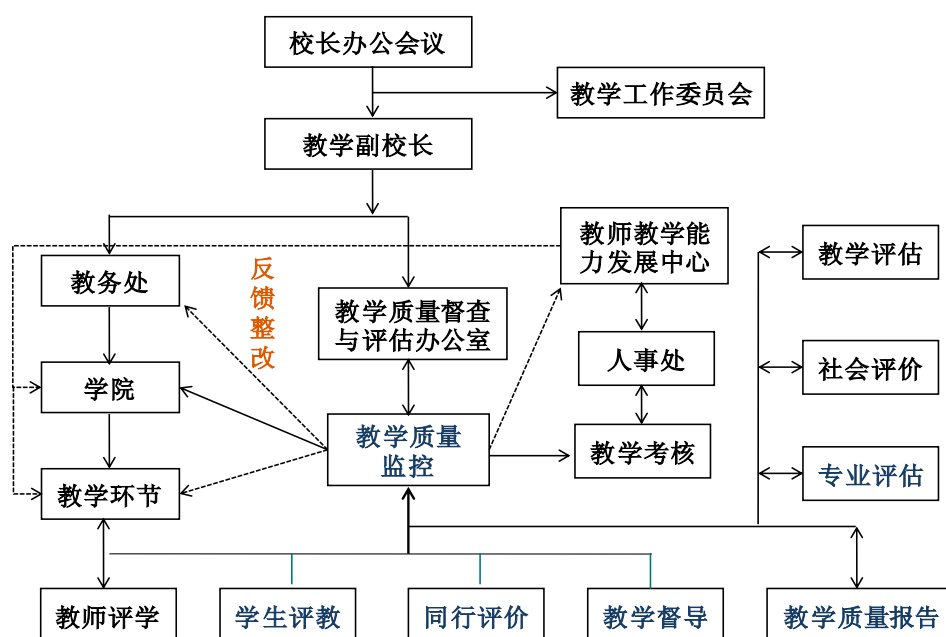 校长办公会议
教学工作委员会
教学副校长
教师教学能
力发展中心
教学评估
教务处
反
馈
整
改
教学质量督查
与评估办公室
人事处
社会评价
学院
教学质量
监控
教学考核
专业评估
教学环节
教师评学
学生评教
同行评价
教学督导
教学质量报告